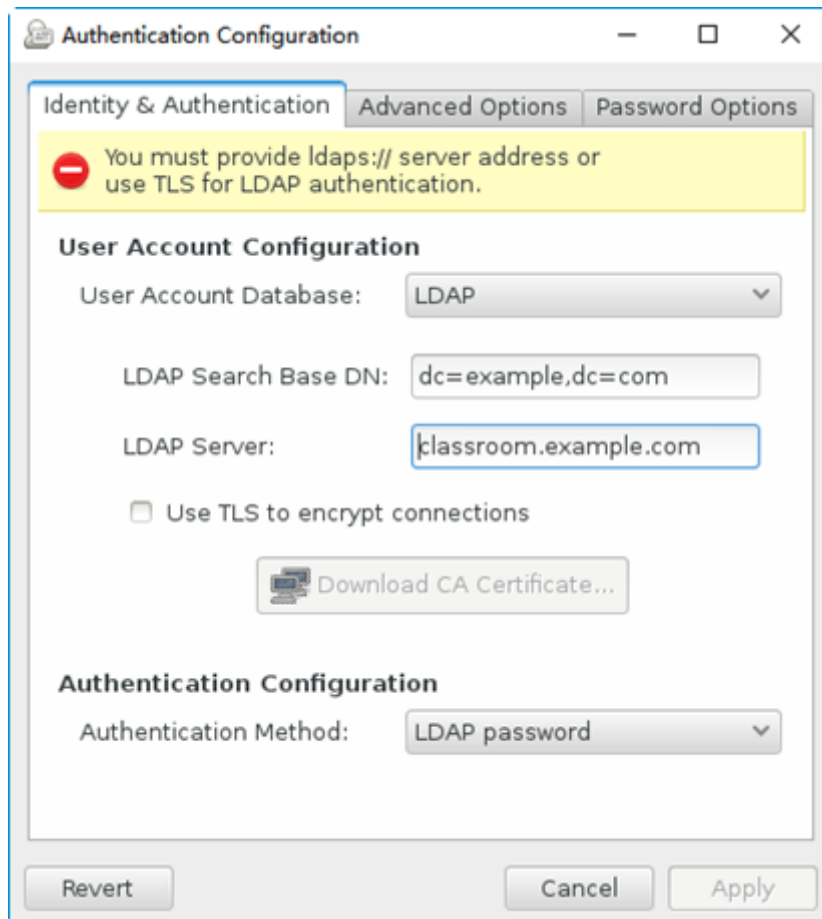 Authentication Configuration
Identity & Authentication
Advanced Options
Password Options
You must provide ldaps:// server address or
use TLS for LDAP authentication.
User Account Configuration
User Account Database: LDAP
LDAP Search Base DN: dc=example,dc=com
LDAP Server: classroom.example.com
Use TLS to encrypt connections
Download CA Certificate...
Authentication Configuration
Authentication Method: LDAP password
Revert Cancel Apply